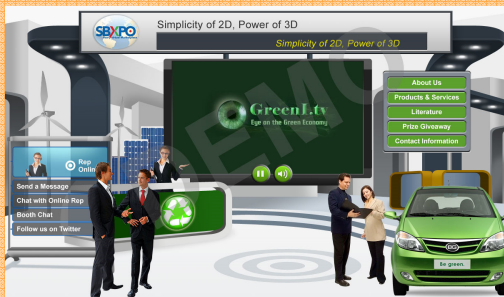 SBXPO
Simplicity of 2D, Power of 3D
Simplicity of 2D, Power of 3D
GreenI.tv
Eye on the Green Economy
About Us
Products & Services
Literature
Prize Giveaway
Contact Information
Rep
Online
Send a Message
Chat with Online Rep
Booth Chat
Follow us on Twitter
Be green.
DEMO